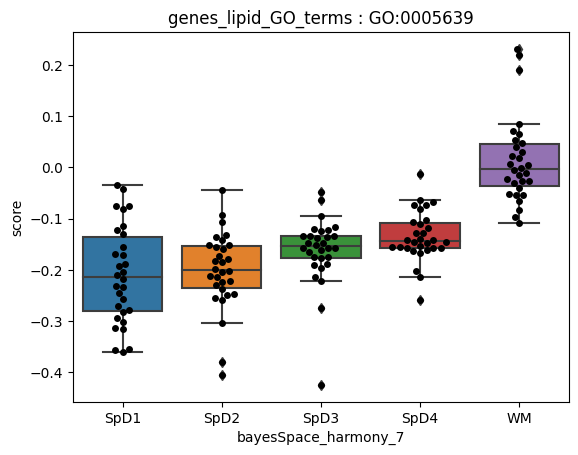 genes_lipid_GO_terms : GO:0005639
score
0.2
0.1
0.0
−0.1
−0.2
−0.3
−0.4
SpD1 SpD2 SpD3 SpD4 WM
bayesSpace_harmony_7